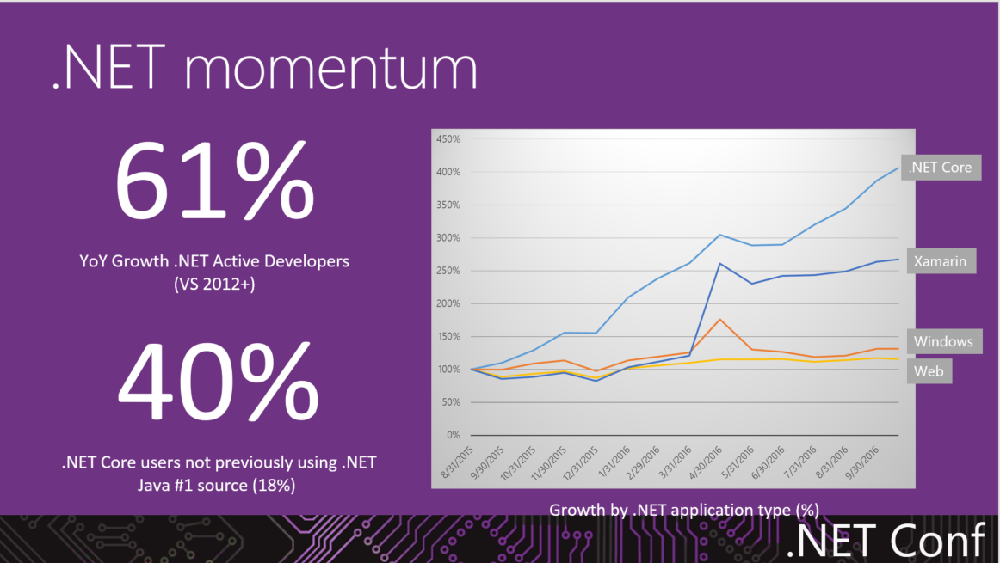 .NET momentum
61%
YoY Growth .NET Active Developers
(VS 2012+)
40%
.NET Core users not previously using .NET
Java #1 source (18%)
450%
400%
350%
300%
250%
200%
150%
100%
50%
0%
8/31/2015
9/30/2015
10/31/2015
11/30/2015
12/31/2015
1/31/2016
2/29/2016
3/31/2016
4/30/2016
5/31/2016
6/30/2016
7/31/2016
8/31/2016
9/30/2016
.NET Core
Xamarin
Windows
Web
Growth by .NET application type (%)
.NET Conf